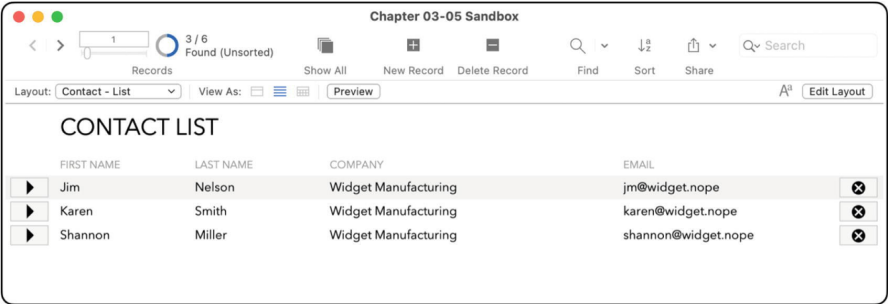 Chapter 03-05 Sandbox
1
3 / 6
Found (Unsorted)
Search
Records Show All New Record Delete Record Find Sort Share
Layout: Contact - List View As: Preview Aa Edit Layout
CONTACT LIST
FIRST NAME LAST NAME COMPANY EMAIL
Jim Nelson Widget Manufacturing jm@widget.nope
Karen Smith Widget Manufacturing karen@widget.nope
Shannon Miller Widget Manufacturing shannon@widget.nope